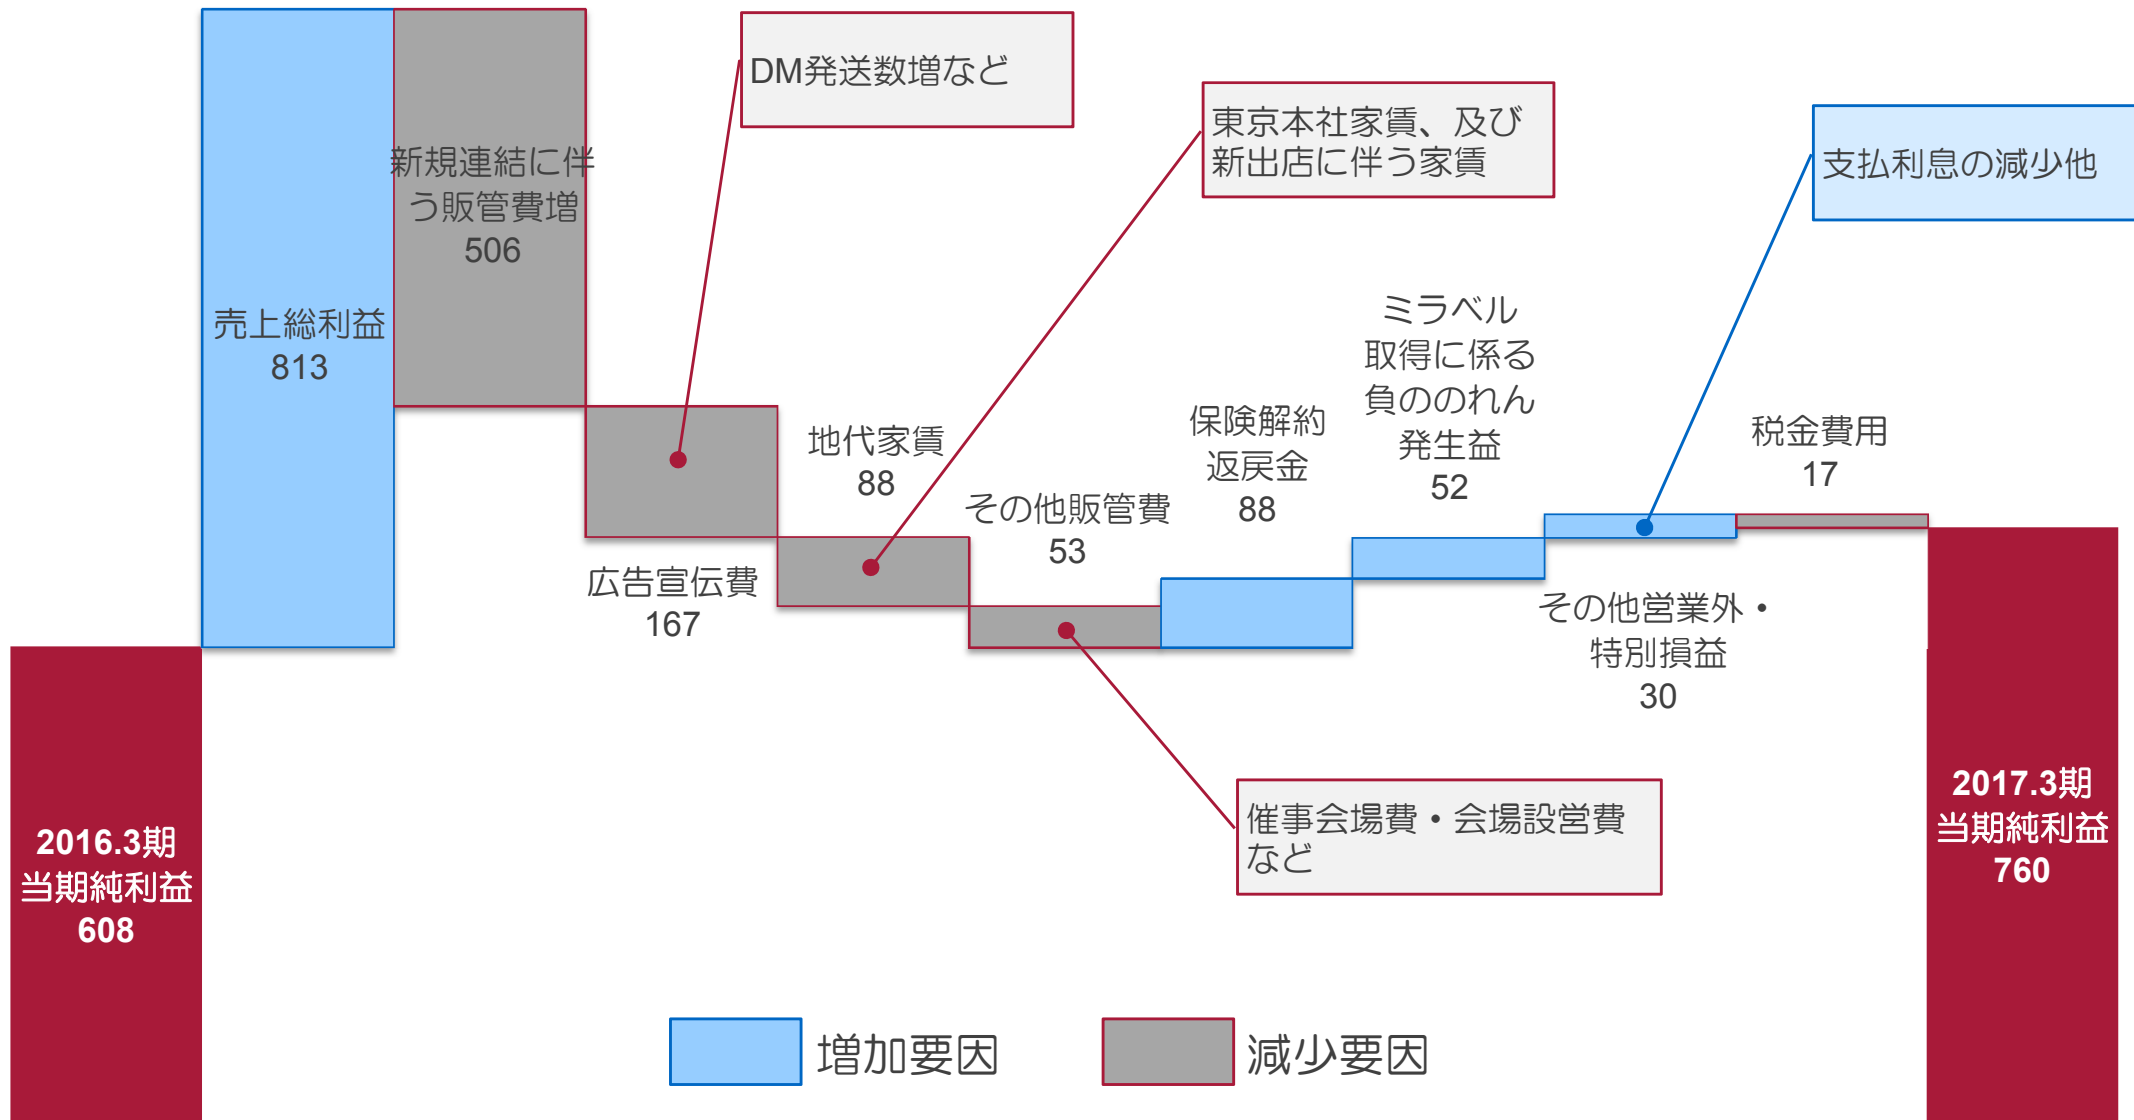 DM発送数増など
東京本社家賃、及び
新出店に伴う家賃
支払利息の減少他
新規連結に伴
う販管費増
506
売上総利益
813
広告宣伝費
167
地代家賃
88
その他販管費
53
保険解約
返戻金
88
ミラベル
取得に係る
負ののれん
発生益
52
その他営業外・
特別損益
30
税金費用
17
催事会場費・会場設営費
など
2016.3期
当期純利益
608
2017.3期
当期純利益
760
増加要因
減少要因